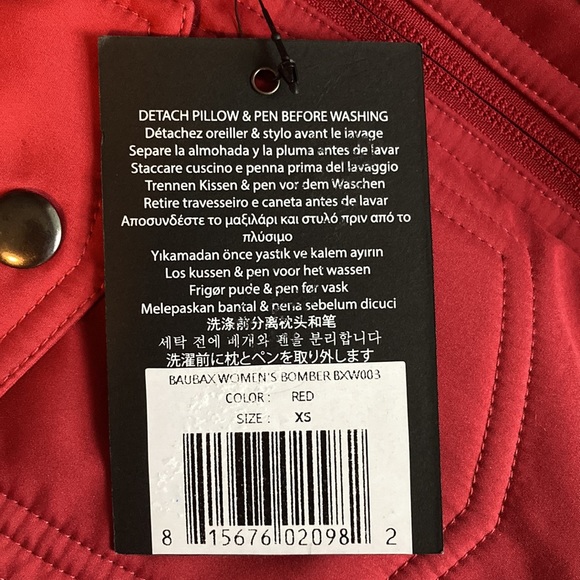 DETACH PILLOW & PEN BEFORE WASHING
Détachez oreiller & stylo avant le lavage
Separe la almohada y la pluma antes de lavar
Staccare cuscino e penna prima del lavaggio
Trennen Kissen & pen vor dem Waschen
Retire travesseiro e caneta antes de lavar
Αποσυνδέστε το μαξιλάρι και στυλό πριν από το
πλύσιμο
Yıkamadan önce yastık ve kalem ayırın
Los kussen & pen voor het wassen
Frigør pude & pen før vask
Melepaskan bantal & pena sebelum dicuci
洗涤前分离枕头和笔
세탁 전에 베개와 펜을 분리합니다
洗濯前に枕とペンを取り外します
BAUBAX WOMEN'S BOMBER BXW003
COLOR : RED
SIZE : XS
8 15676 02098 2